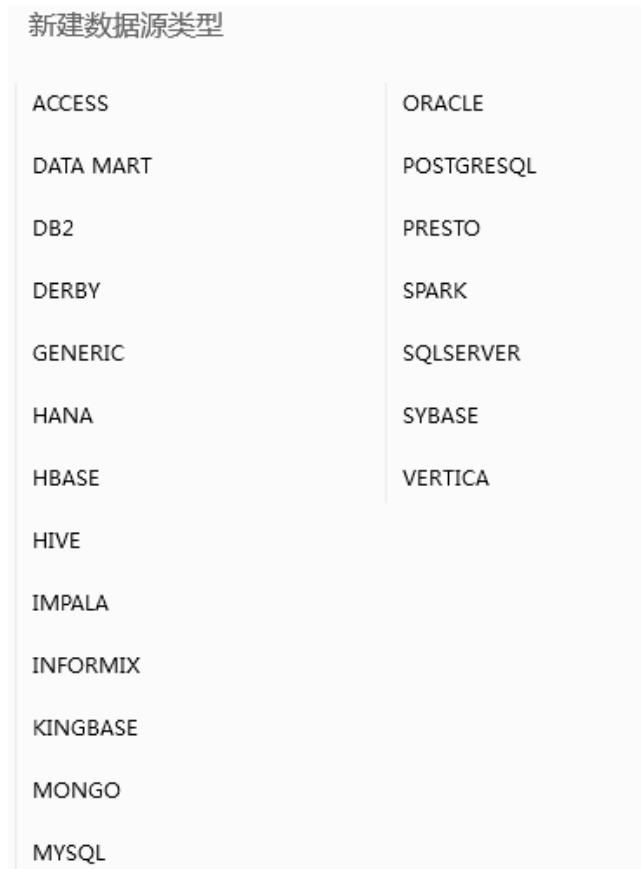 新建数据源类型
ACCESS
DATA MART
DB2
DERBY
GENERIC
HANA
HBASE
HIVE
IMPALA
INFORMIX
KINGBASE
MONGO
MYSQL
ORACLE
POSTGRESQL
PRESTO
SPARK
SQLSERVER
SYBASE
VERTICA